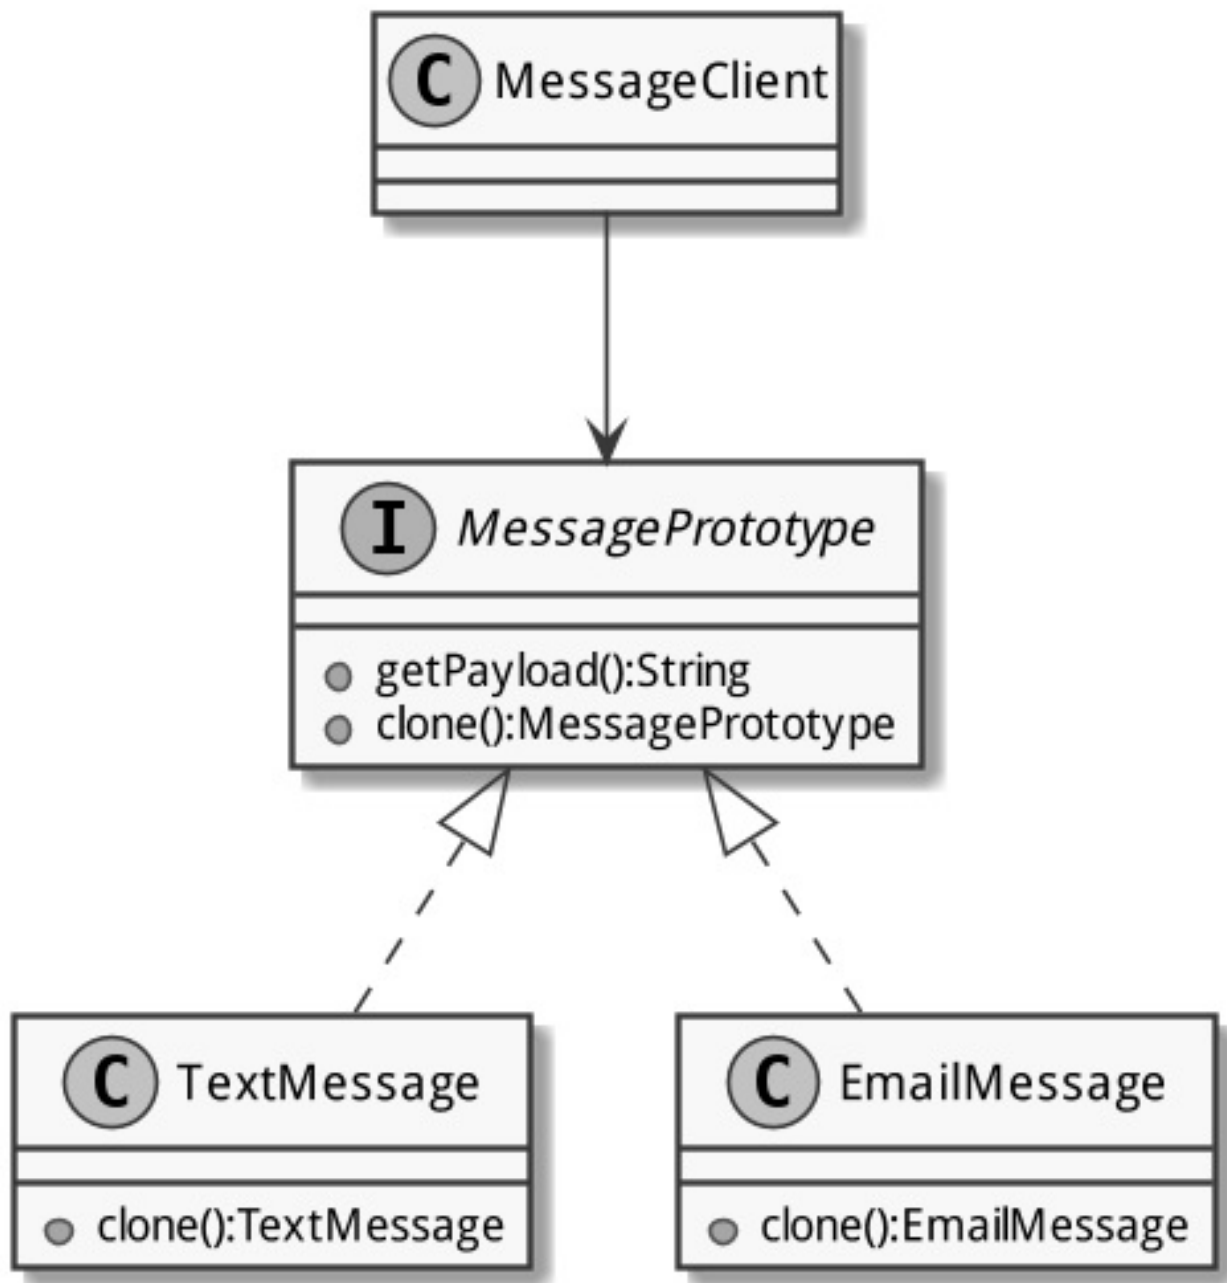 C MessageClient
I MessagePrototype
getPayload():String
clone():MessagePrototype
C TextMessage
clone():TextMessage
C EmailMessage
clone():EmailMessage